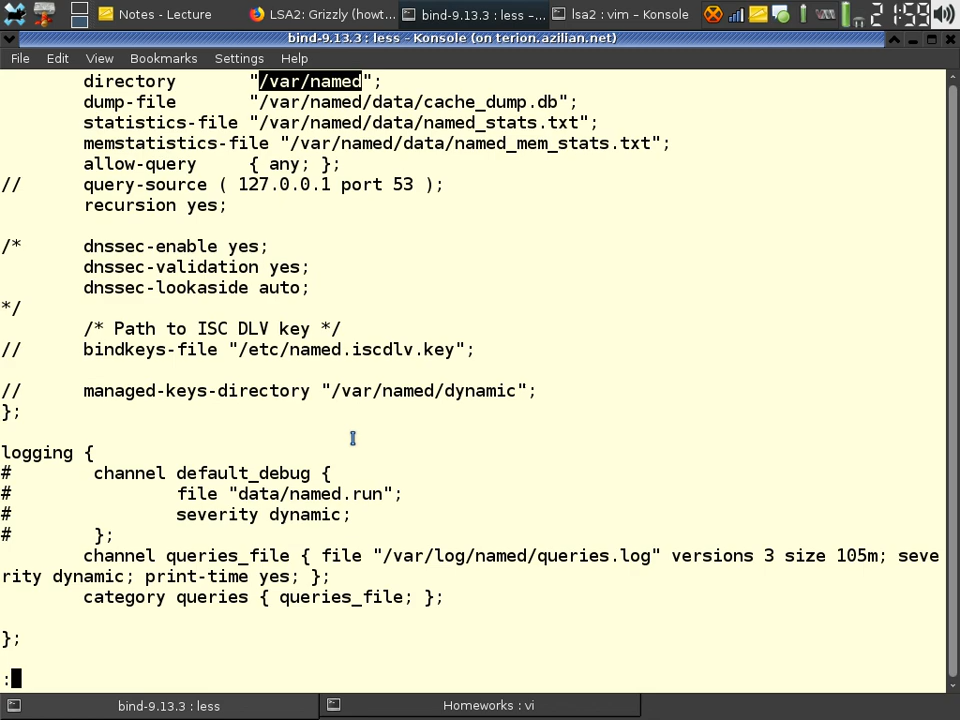 Notes - Lecture
LSA2: Grizzly (howt...
bind-9.13.3 : less –...
lsa2 : vim – Konsole
2 1:59
bind-9.13.3 : less – Konsole (on terion.azilian.net)
File Edit View Bookmarks Settings Help
directory "/var/named";
dump-file "/var/named/data/cache_dump.db";
statistics-file "/var/named/data/named_stats.txt";
memstatistics-file "/var/named/data/named_mem_stats.txt";
allow-query { any; };
// query-source ( 127.0.0.1 port 53 );
recursion yes;
/* dnssec-enable yes;
dnssec-validation yes;
dnssec-lookaside auto;
*/
/* Path to ISC DLV key */
// bindkeys-file "/etc/named.iscdlv.key";
// managed-keys-directory "/var/named/dynamic";
};
logging {
# channel default_debug {
# file "data/named.run";
# severity dynamic;
# };
channel queries_file { file "/var/log/named/queries.log" versions 3 size 105m; seve
rity dynamic; print-time yes; };
category queries { queries_file; };
};
:
bind-9.13.3 : less
Homeworks : vi